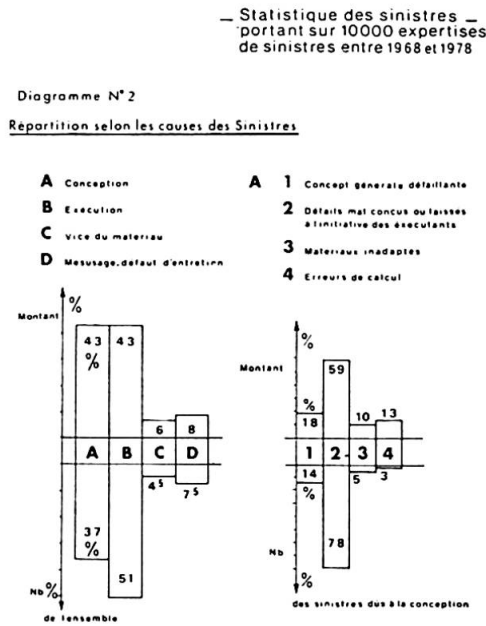 _ Statistique des sinistres _
portant sur 10000 expertises
de sinistres entre 1968 et 1978
Diagramme N° 2
Répartition selon les causes des Sinistres
A Conception
B Exécution
C Vice du materiau
D Mesusage.défaut d'entretien
A 1 Concept générale défaillante
2 Détails mal concus ou laisses
à l'initiative des éxecutants
3 Materiaux inadaptés
4 Erreurs de calcul
%
Montant
43
%
43
6
8
A B C D
4 5
7 5
37
%
51
Nb %
de lensemble
%
Montant
59
%
18
10
13
1 2 3 4
14
%
5
3
78
Nb
%
des sinistres dus à la conception